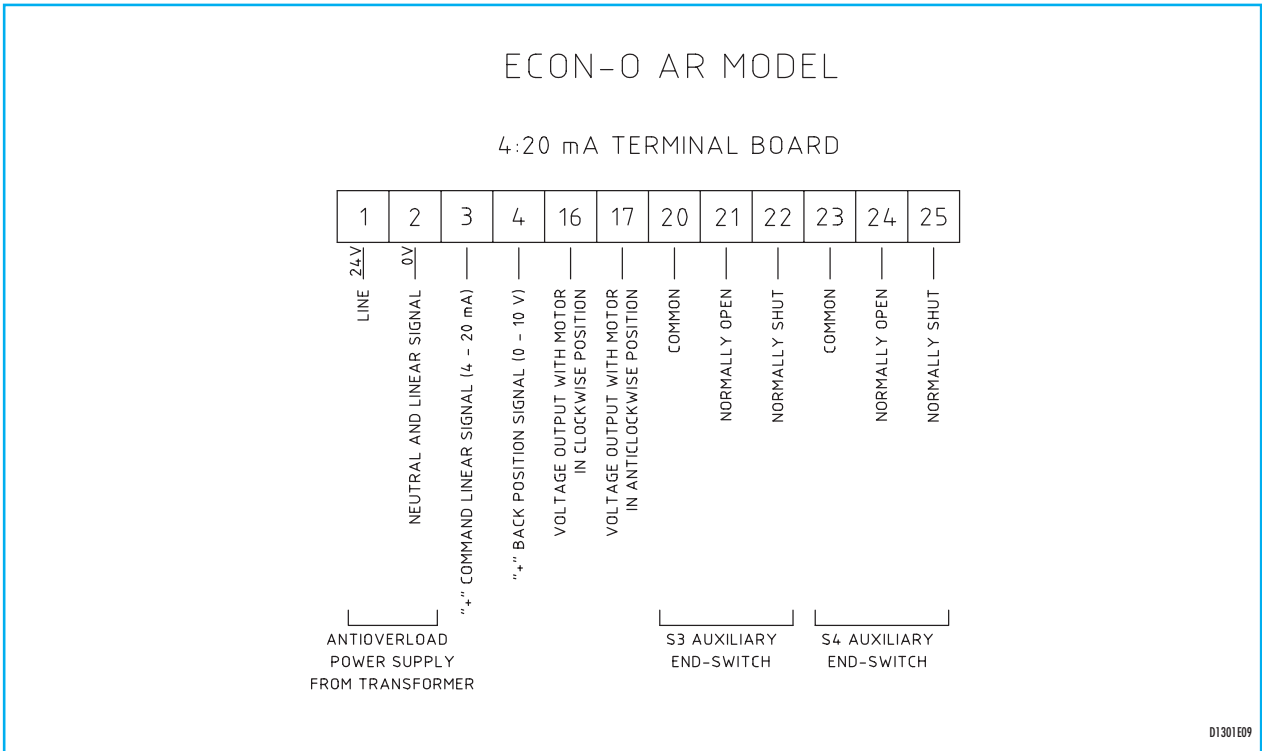 ECON-O AR MODEL
4:20 mA TERMINAL BOARD
1 2 3 4 16 17 20 21 22 23 24 25
24V
LINE
0V
NEUTRAL AND LINEAR SIGNAL
"+" COMMAND LINEAR SIGNAL (4 - 20 mA)
"+" BACK POSITION SIGNAL (0 - 10 V)
VOLTAGE OUTPUT WITH MOTOR
IN CLOCKWISE POSITION
VOLTAGE OUTPUT WITH MOTOR
IN ANTICLOCKWISE POSITION
COMMON
NORMALLY OPEN
NORMALLY SHUT
COMMON
NORMALLY OPEN
NORMALLY SHUT
ANTIOVERLOAD
POWER SUPPLY
FROM TRANSFORMER
S3 AUXILIARY
END-SWITCH
S4 AUXILIARY
END-SWITCH
D1301E09